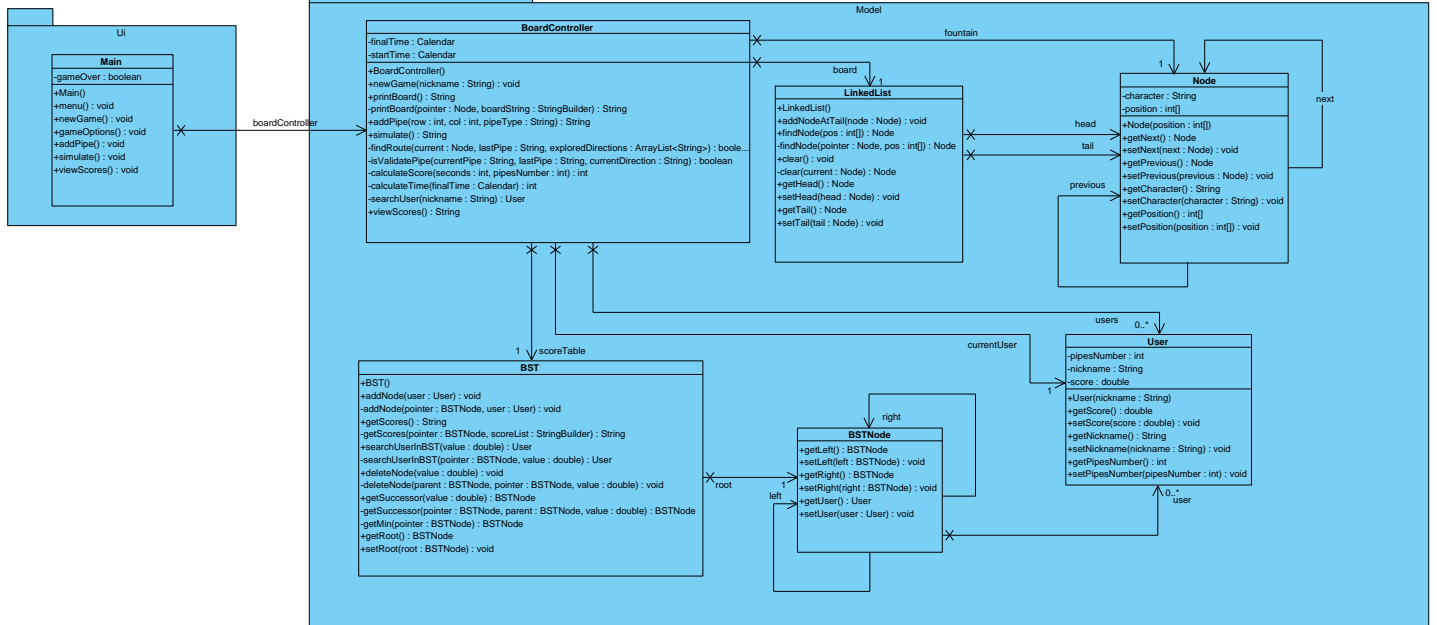 Ui
Main
-gameOver : boolean
+Main()
+menu() : void
+newGame() : void
+gameOptions() : void
+addPipe() : void
+simulate() : void
+viewScores() : void
boardController
Model
BoardController
-finalTime : Calendar
-startTime : Calendar
+BoardController()
+newGame(nickname : String) : void
+printBoard() : String
-printBoard(pointer : Node, boardString : StringBuilder) : String
+addPipe(row : int, col : int, pipeType : String) : String
+simulate() : String
-findRoute(current : Node, lastPipe : String, exploredDirections : ArrayList<String>) : boole...
-isValidatePipe(currentPipe : String, lastPipe : String, currentDirection : String) : boolean
-calculateScore(seconds : int, pipesNumber : int) : int
-calculateTime(finalTime : Calendar) : int
-searchUser(nickname : String) : User
+viewScores() : String
fountain
1
board
1
LinkedList
+LinkedList()
+addNodeAtTail(node : Node) : void
+findNode(pos : int[]) : Node
-findNode(pointer : Node, pos : int[]) : Node
+clear() : void
-clear(current : Node) : Node
+getHead() : Node
+setHead(head : Node) : void
+getTail() : Node
+setTail(tail : Node) : void
head
tail
Node
-character : String
-position : int[]
+Node(position : int[])
+getNext() : Node
+setNext(next : Node) : void
+getPrevious() : Node
+setPrevious(previous : Node) : void
+getCharacter() : String
+setCharacter(character : String) : void
+getPosition() : int[]
+setPosition(position : int[]) : void
next
previous
users
0..*
currentUser
1
User
-pipesNumber : int
-nickname : String
-score : double
+User(nickname : String)
+getScore() : double
+setScore(score : double) : void
+getNickname() : String
+setNickname(nickname : String) : void
+getPipesNumber() : int
+setPipesNumber(pipesNumber : int) : void
0..*
user
1
scoreTable
BST
+BST()
+addNode(user : User) : void
-addNode(pointer : BSTNode, user : User) : void
+getScores() : String
-getScores(pointer : BSTNode, scoreList : StringBuilder) : String
+searchUserInBST(value : double) : User
-searchUserInBST(pointer : BSTNode, value : double) : User
+deleteNode(value : double) : void
-deleteNode(parent : BSTNode, pointer : BSTNode, value : double) : void
+getSuccessor(value : double) : BSTNode
-getSuccessor(pointer : BSTNode, parent : BSTNode, value : double) : BSTNode
-getMin(pointer : BSTNode) : BSTNode
+getRoot() : BSTNode
+setRoot(root : BSTNode) : void
root
1
left
right
BSTNode
+getLeft() : BSTNode
+setLeft(left : BSTNode) : void
+getRight() : BSTNode
+setRight(right : BSTNode) : void
+getUser() : User
+setUser(user : User) : void